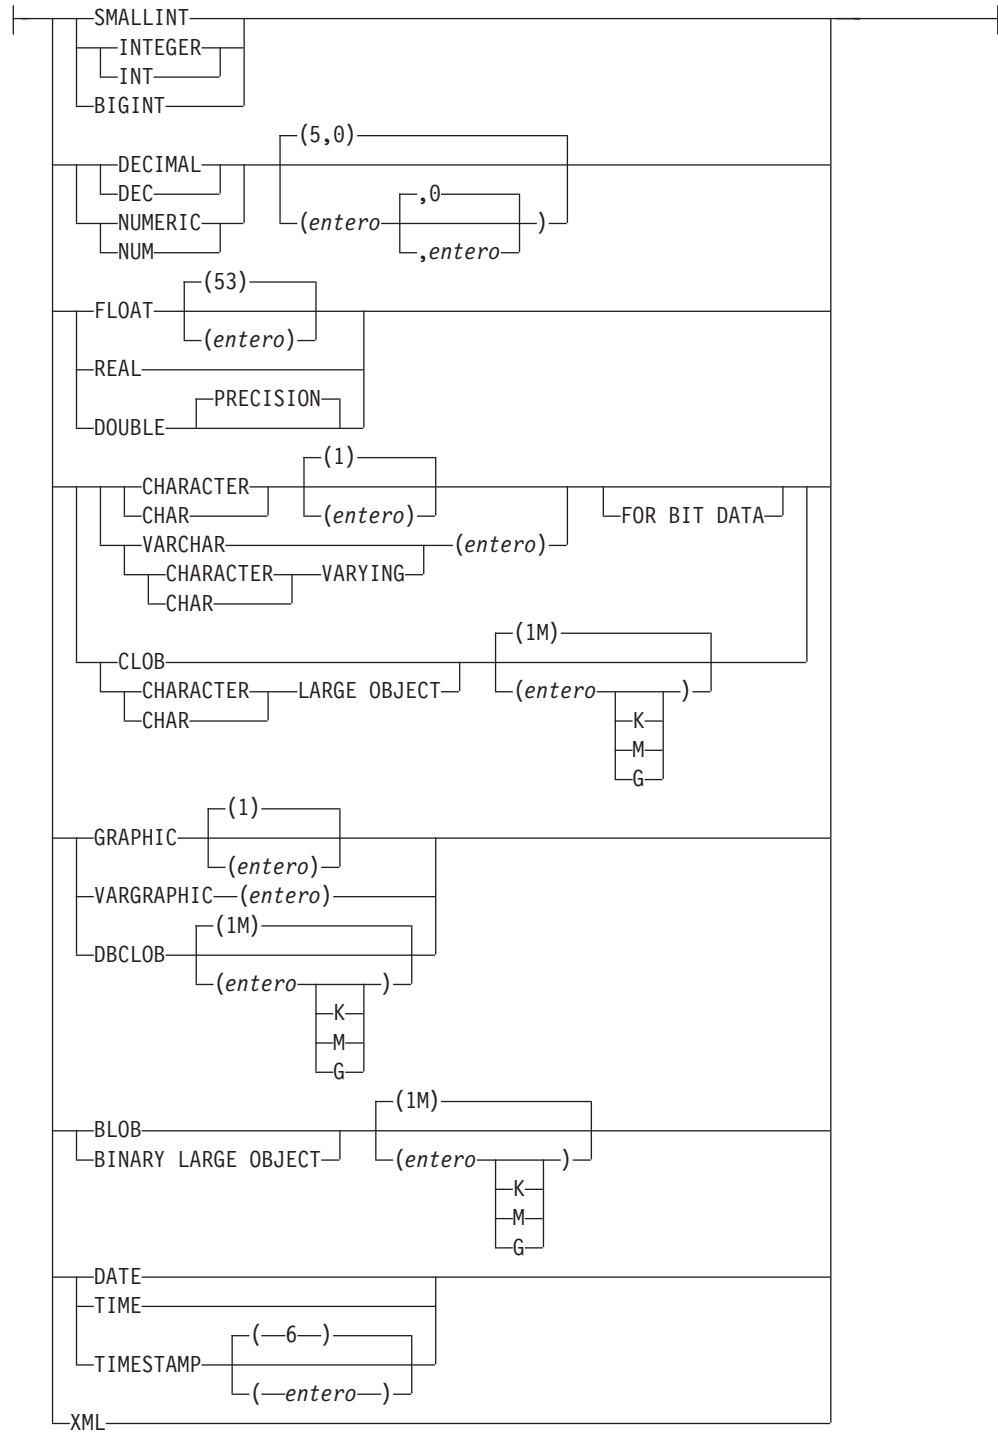 SMALLINT
INTEGER
INT
BIGINT
(5,0)
DECIMAL
DEC
,0
NUMERIC
(entero )
NUM
,entero
(53)
FLOAT
(entero)
REAL
PRECISION
DOUBLE
(1)
CHARACTER
CHAR
(entero)
FOR BIT DATA
VARCHAR
(entero)
CHARACTER VARYING
CHAR
(1M)
CLOB
CHARACTER LARGE OBJECT
(entero )
CHAR
K
M
G
(1)
GRAPHIC
(entero)
VARGRAPHIC (entero)
(1M)
DBCLOB
(entero )
K
M
G
(1M)
BLOB
BINARY LARGE OBJECT
(entero )
K
M
G
DATE
TIME
( 6 )
TIMESTAMP
( entero )
XML